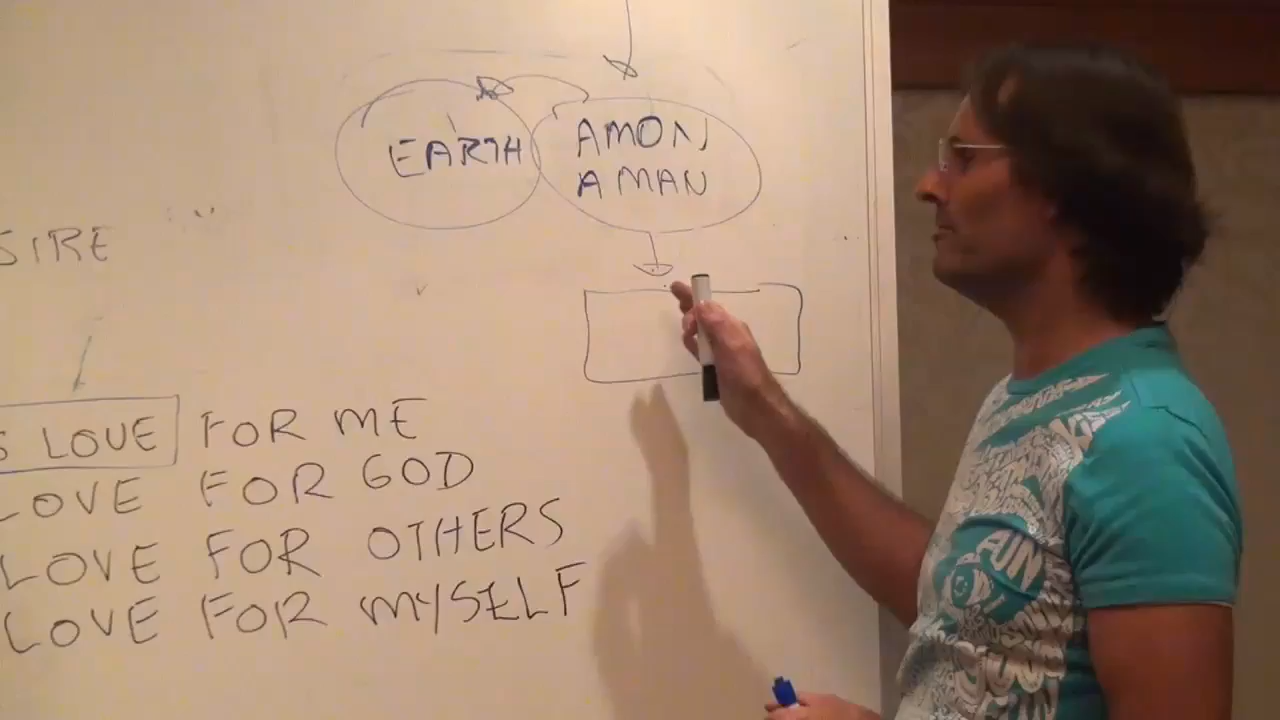 EARTH
AMON
A MAN
SIRE
S LOVE FOR ME
LOVE FOR GOD
LOVE FOR OTHERS
LOVE FOR MYSELF